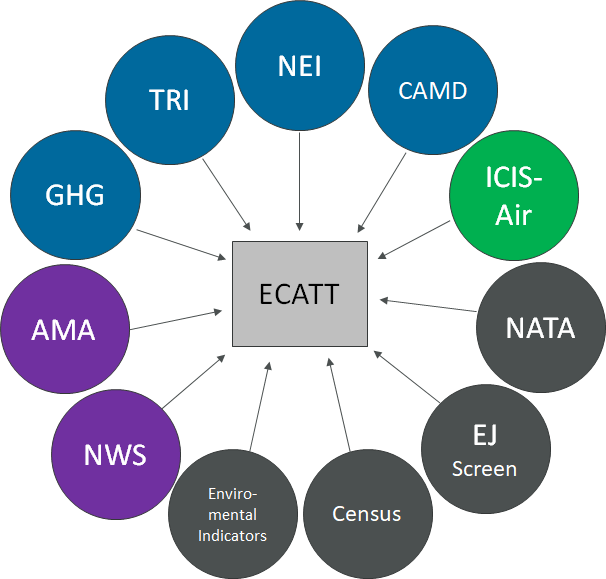 NEI
CAMD
TRI
ICIS-
Air
GHG
ECATT
NATA
AMA
EJ
Screen
NWS
Enviro-
mental
Indicators
Census